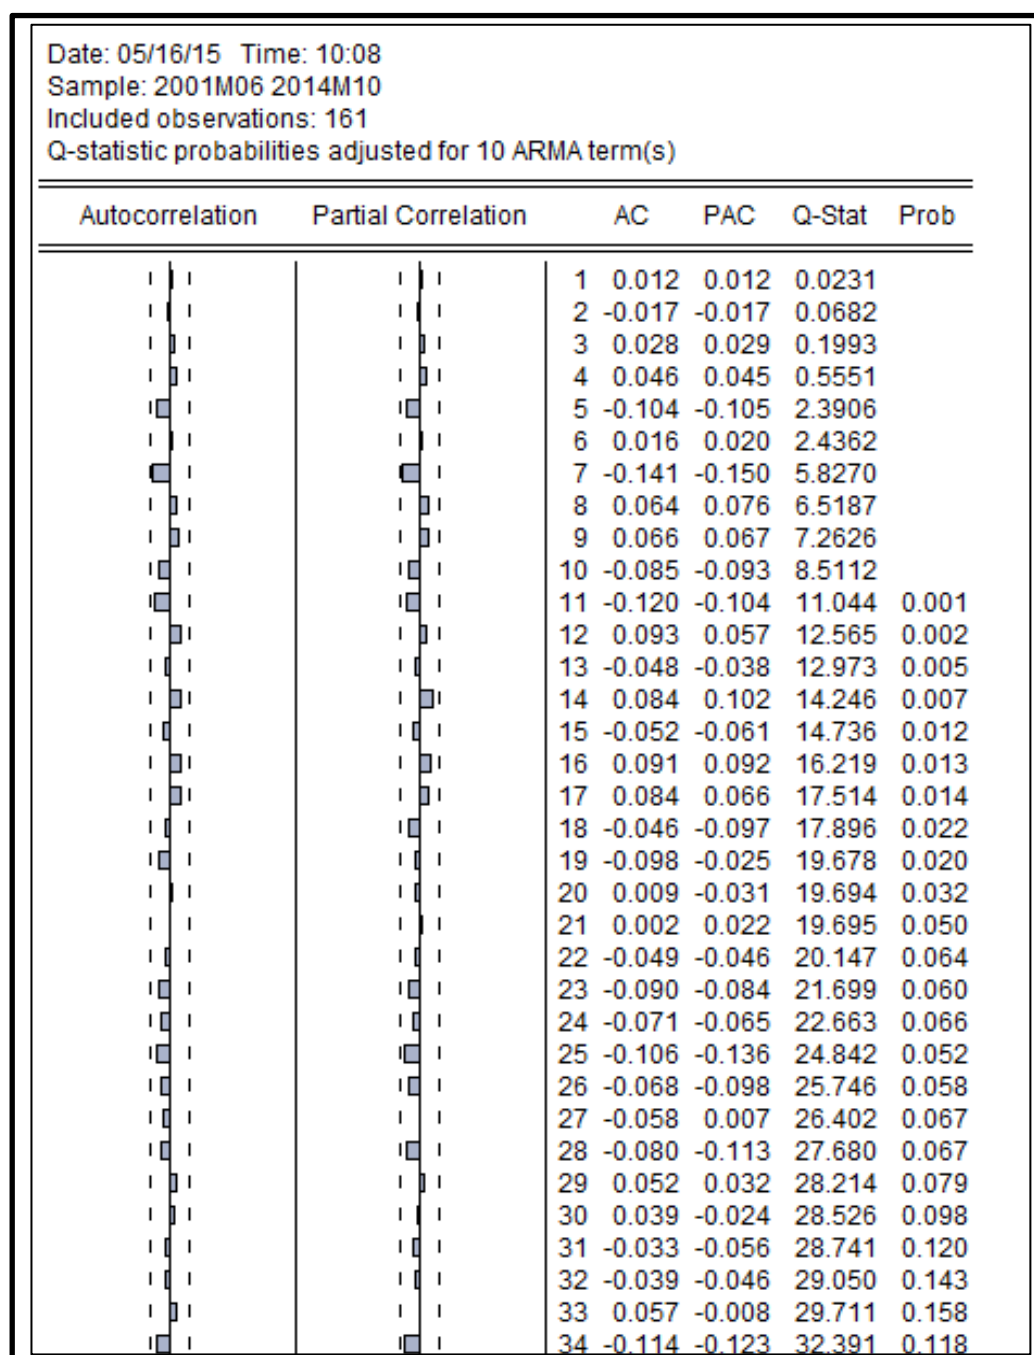 Date: 05/16/15 Time: 10:08
Sample: 2001M06 2014M10
Included observations: 161
Q-statistic probabilities adjusted for 10 ARMA term(s)
Autocorrelation Partial Correlation AC PAC Q-Stat Prob
1 0.012 0.012 0.0231
2 -0.017 -0.017 0.0682
3 0.028 0.029 0.1993
4 0.046 0.045 0.5551
5 -0.104 -0.105 2.3906
6 0.016 0.020 2.4362
7 -0.141 -0.150 5.8270
8 0.064 0.076 6.5187
9 0.066 0.067 7.2626
10 -0.085 -0.093 8.5112
11 -0.120 -0.104 11.044 0.001
12 0.093 0.057 12.565 0.002
13 -0.048 -0.038 12.973 0.005
14 0.084 0.102 14.246 0.007
15 -0.052 -0.061 14.736 0.012
16 0.091 0.092 16.219 0.013
17 0.084 0.066 17.514 0.014
18 -0.046 -0.097 17.896 0.022
19 -0.098 -0.025 19.678 0.020
20 0.009 -0.031 19.694 0.032
21 0.002 0.022 19.695 0.050
22 -0.049 -0.046 20.147 0.064
23 -0.090 -0.084 21.699 0.060
24 -0.071 -0.065 22.663 0.066
25 -0.106 -0.136 24.842 0.052
26 -0.068 -0.098 25.746 0.058
27 -0.058 0.007 26.402 0.067
28 -0.080 -0.113 27.680 0.067
29 0.052 0.032 28.214 0.079
30 0.039 -0.024 28.526 0.098
31 -0.033 -0.056 28.741 0.120
32 -0.039 -0.046 29.050 0.143
33 0.057 -0.008 29.711 0.158
34 -0.114 -0.123 32.391 0.118